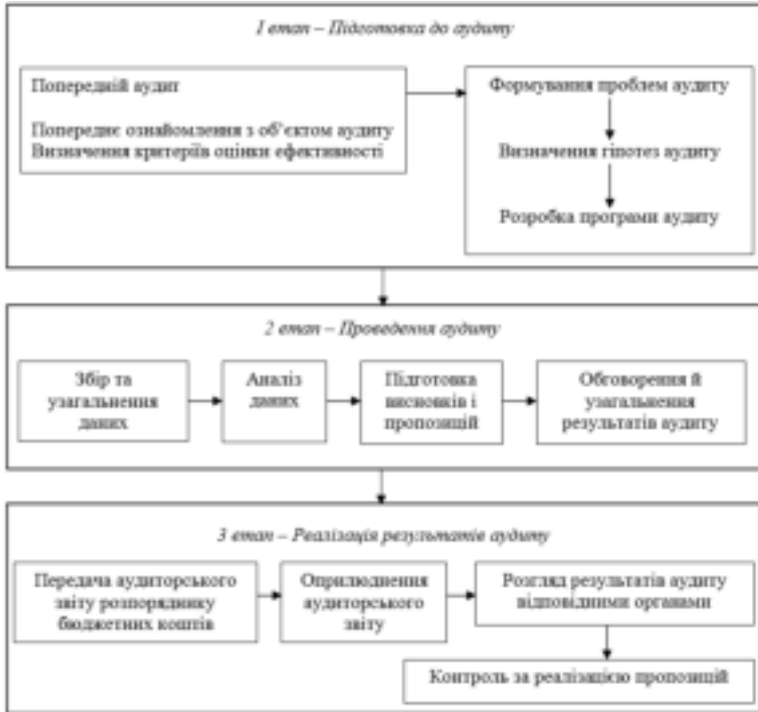 1 етап – Підготовка до аудиту
Попередній аудит
Попереднє ознайомлення з об’єктом аудиту
Визначення критеріїв оцінки ефективності
Формування проблем аудиту
Визначення гіпотез аудиту
Розробка програми аудиту
2 етап – Проведення аудиту
Збір та
узагальнення
даних
Аналіз
даних
Підготовка
висновків і
пропозицій
Обговорення й
узагальнення
результатів аудиту
3 етап – Реалізація результатів аудиту
Передача аудиторського
звіту розпоряднику
бюджетних коштів
Оприлюднення
аудиторського
звіту
Розгляд результатів аудиту
відповідними органами
Контроль за реалізацією пропозицій